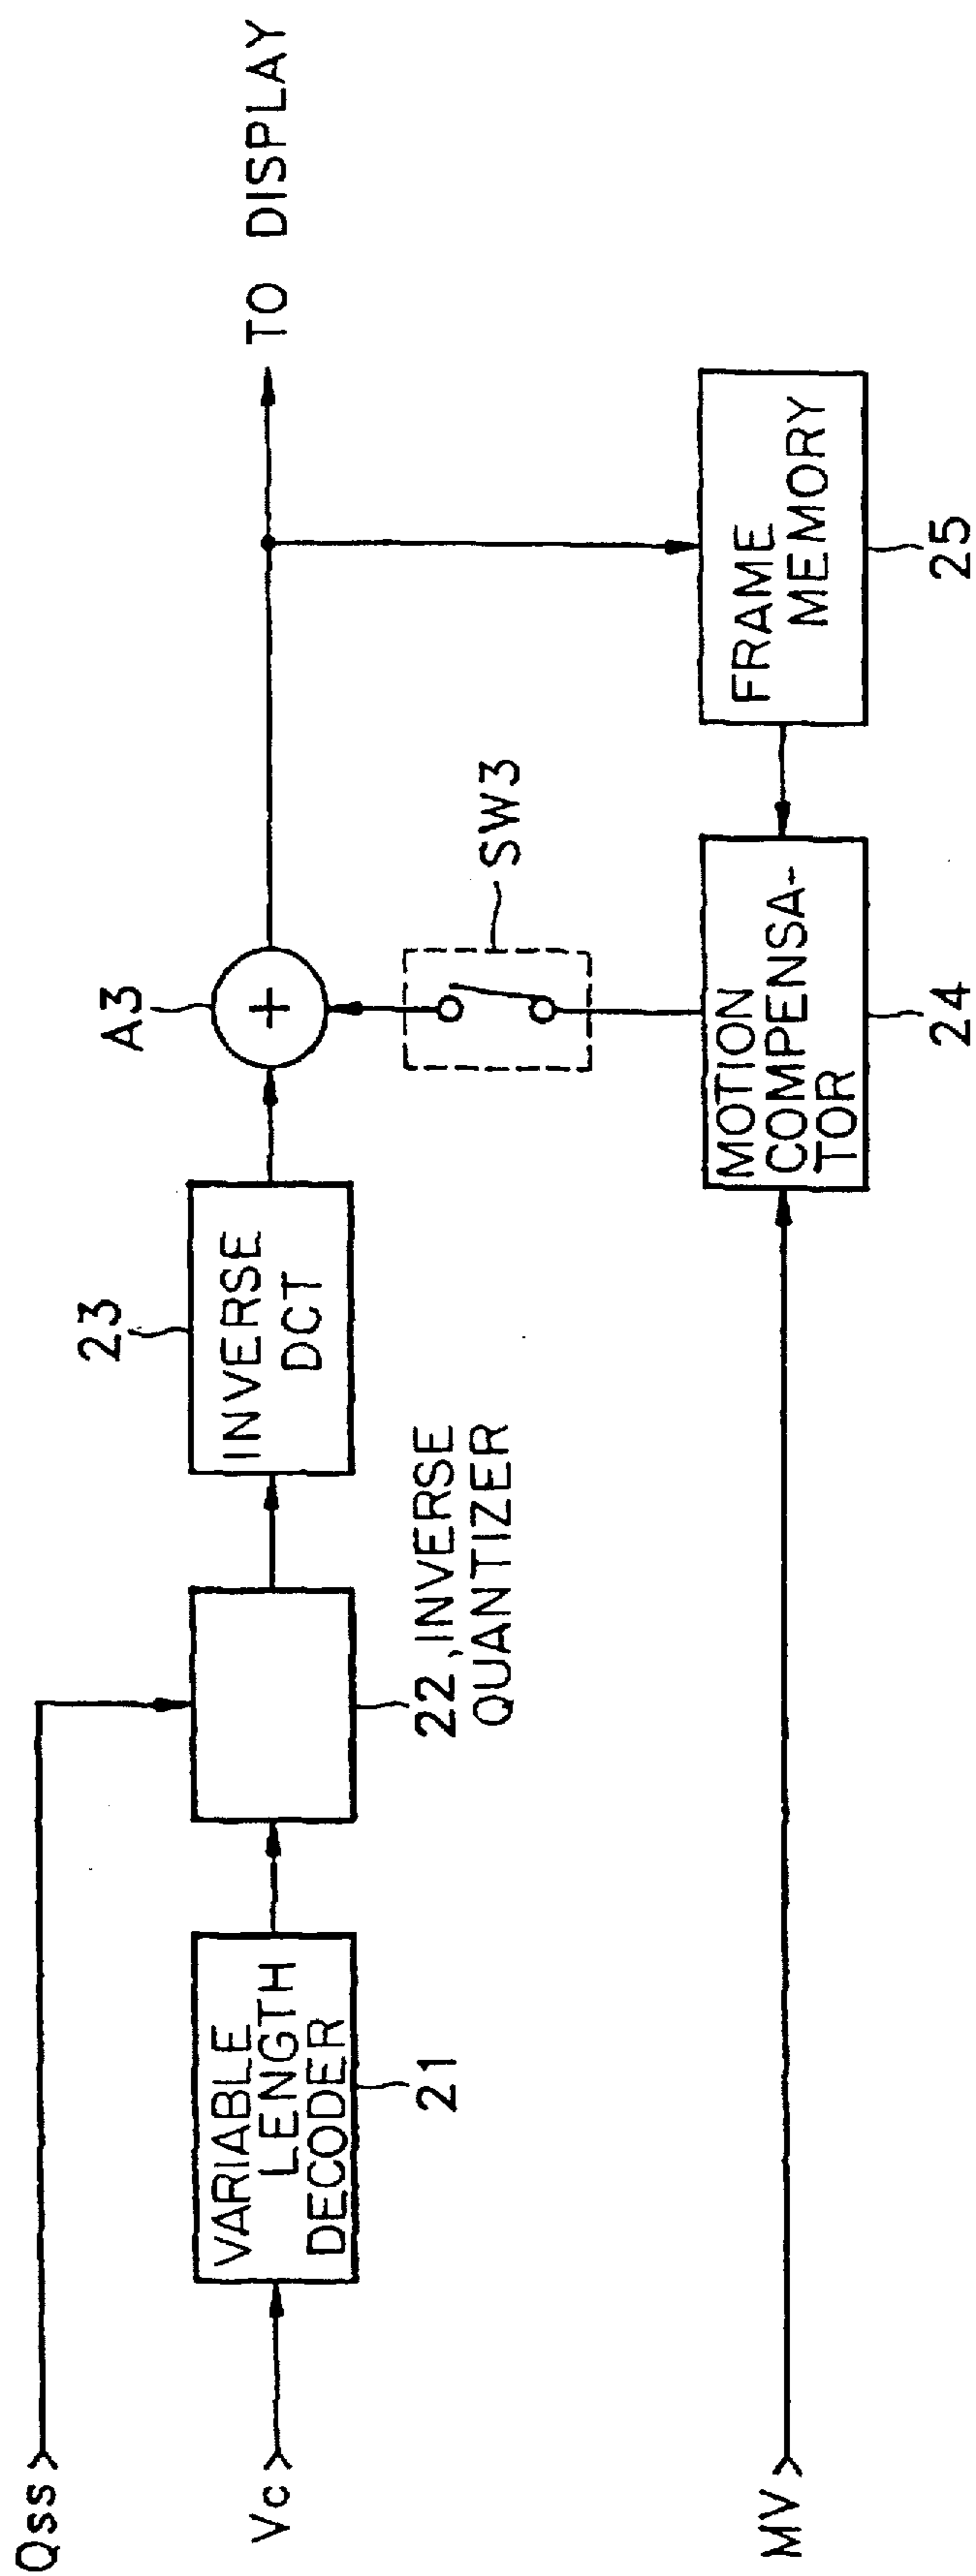 Qss
Vc
VARIABLE
LENGTH
DECODER
21
22, INVERSE
QUANTIZER
23
INVERSE
DCT
A3
TO DISPLAY
SW3
MV
MOTION
COMPENSA-
TOR
24
FRAME
MEMORY
25